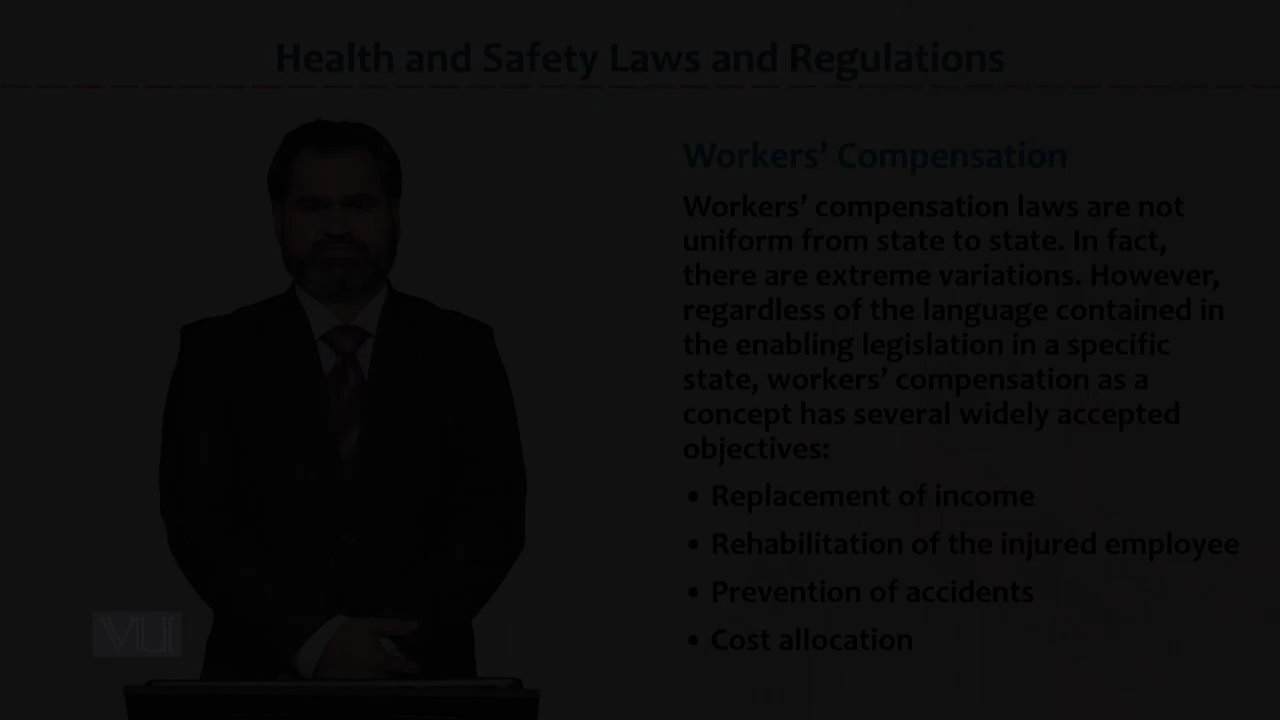 Health and Safety Laws and Regulations
Workers’ Compensation
Workers’ compensation laws are not
uniform from state to state. In fact,
there are extreme variations. However,
regardless of the language contained in
the enabling legislation in a specific
state, workers’ compensation as a
concept has several widely accepted
objectives:
• Replacement of income
• Rehabilitation of the injured employee
• Prevention of accidents
• Cost allocation
VU